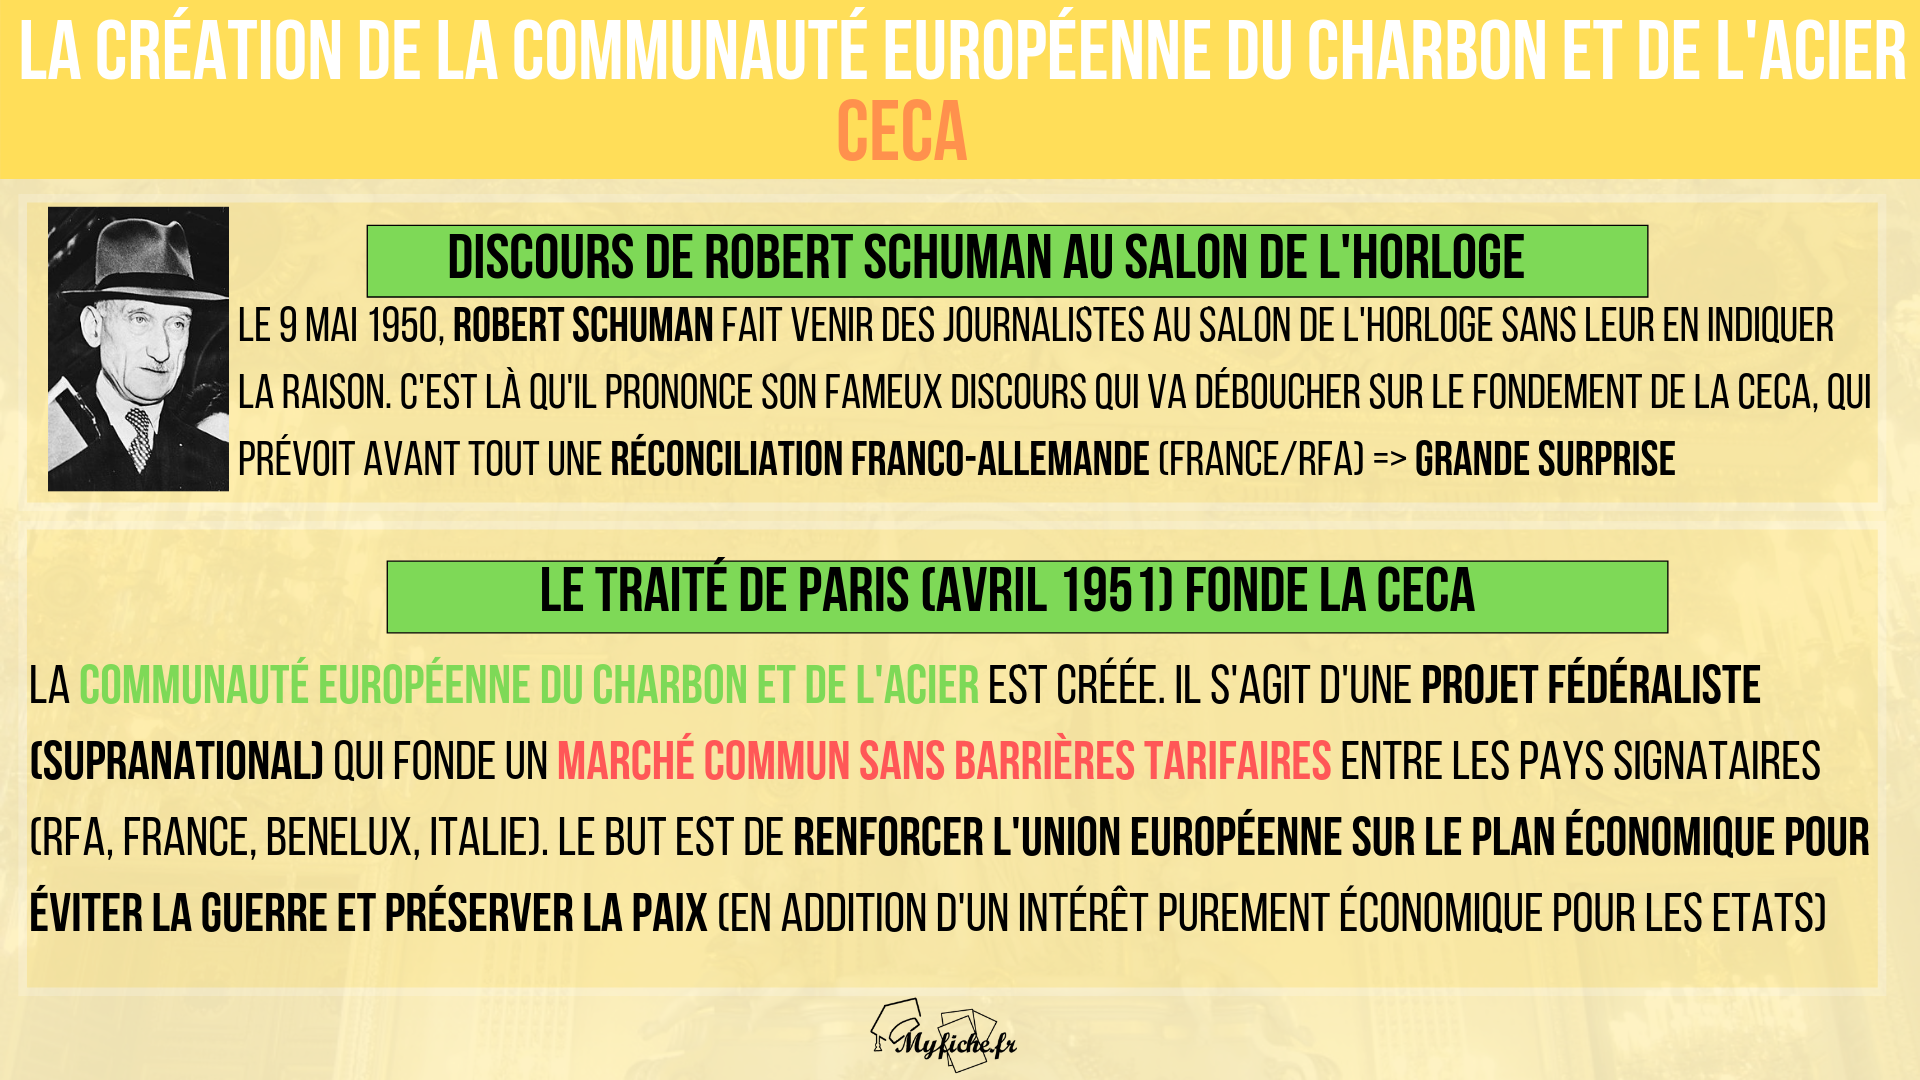 LA CRÉATION DE LA COMMUNAUTÉ EUROPÉENNE DU CHARBON ET DE L'ACIER
CECA
DISCOURS DE ROBERT SCHUMAN AU SALON DE L'HORLOGE
LE 9 MAI 1950, ROBERT SCHUMAN FAIT VENIR DES JOURNALISTES AU SALON DE L'HORLOGE SANS LEUR EN INDIQUER
LA RAISON. C'EST LÀ QU'IL PRONONCE SON FAMEUX DISCOURS QUI VA DÉBOUCHER SUR LE FONDEMENT DE LA CECA, QUI
PRÉVOIT AVANT TOUT UNE RÉCONCILIATION FRANCO-ALLEMANDE (FRANCE/RFA) => GRANDE SURPRISE
LE TRAITÉ DE PARIS (AVRIL 1951) FONDE LA CECA
LA COMMUNAUTÉ EUROPÉENNE DU CHARBON ET DE L'ACIER EST CRÉÉE. IL S'AGIT D'UNE PROJET FÉDÉRALISTE
(SUPRANATIONAL) QUI FONDE UN MARCHÉ COMMUN SANS BARRIÈRES TARIFAIRES ENTRE LES PAYS SIGNATAIRES
(RFA, FRANCE, BENELUX, ITALIE). LE BUT EST DE RENFORCER L'UNION EUROPÉENNE SUR LE PLAN ÉCONOMIQUE POUR
ÉVITER LA GUERRE ET PRÉSERVER LA PAIX (EN ADDITION D'UN INTÉRÊT PUREMENT ÉCONOMIQUE POUR LES ETATS)
Myfiche.fr